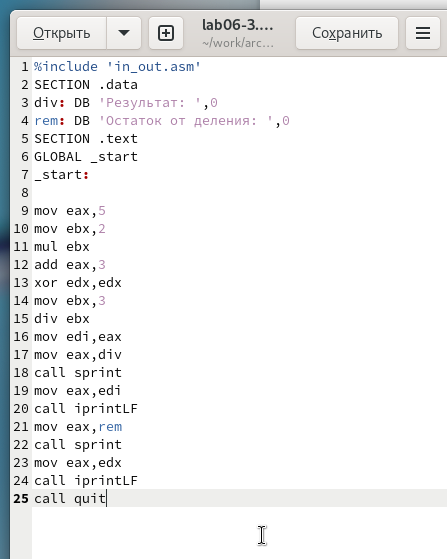 Открыть
lab06-3....
~/work/arc...
Сохранить
1 %include 'in_out.asm'
2 SECTION .data
3 div: DB 'Результат: ',0
4 rem: DB 'Остаток от деления: ',0
5 SECTION .text
6 GLOBAL _start
7 _start:
8
9 mov eax,5
10 mov ebx,2
11 mul ebx
12 add eax,3
13 xor edx,edx
14 mov ebx,3
15 div ebx
16 mov edi,eax
17 mov eax,div
18 call sprint
19 mov eax,edi
20 call iprintLF
21 mov eax,rem
22 call sprint
23 mov eax,edx
24 call iprintLF
25 call quit